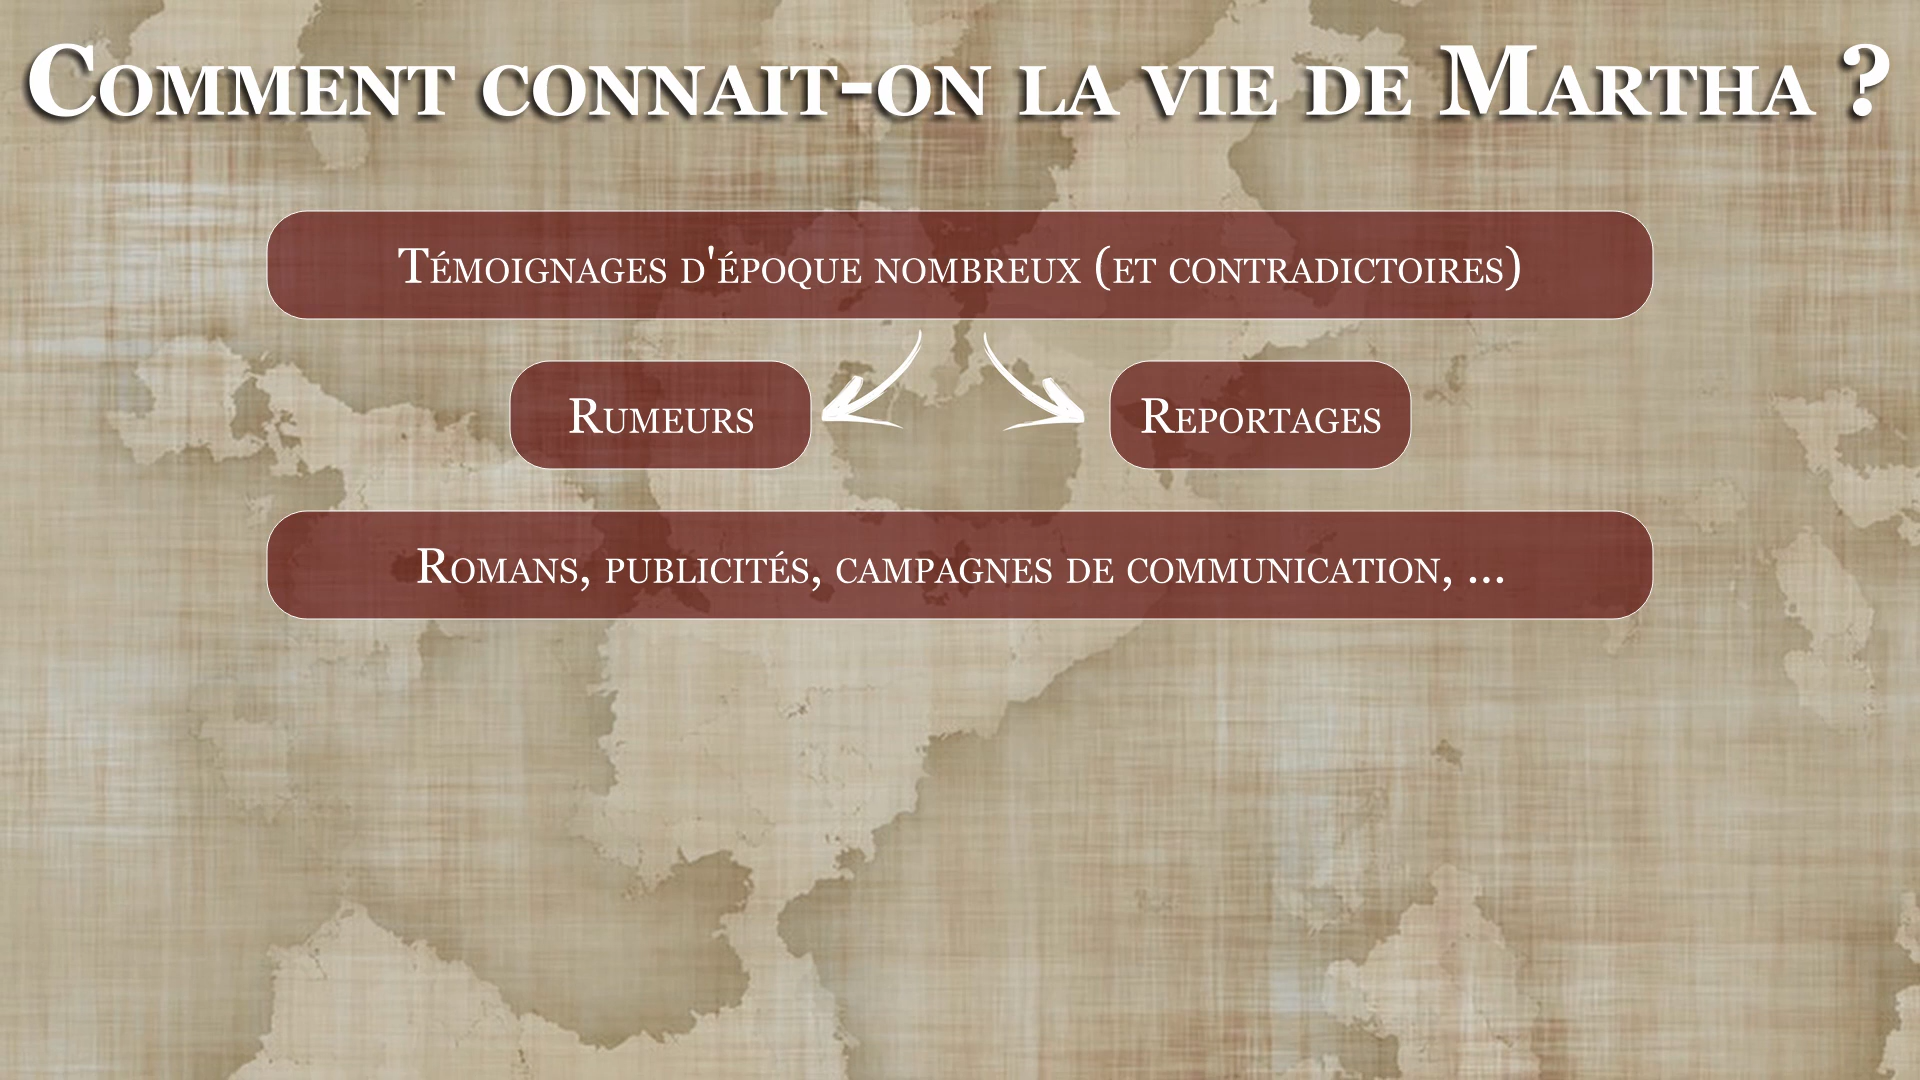 Comment connait-on la vie de Martha ?
Témoignages d'époque nombreux (et contradictoires)
Rumeurs
Reportages
Romans, publicités, campagnes de communication, ...